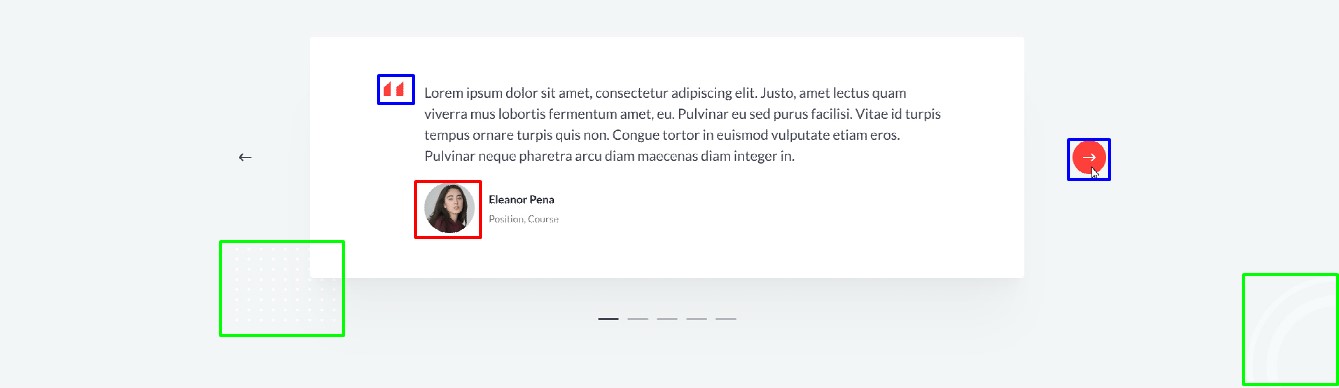 Lorem ipsum dolor sit amet, consectetur adipiscing elit. Justo, amet lectus quam
viverra mus lobortis fermentum amet, eu. Pulvinar eu sed purus facilisi. Vitae id turpis
tempus ornare turpis quis non. Congue tortor in euismod vulputate etiam eros.
Pulvinar neque pharetra arcu diam maecenas diam integer in.
Eleanor Pena
Position, Course